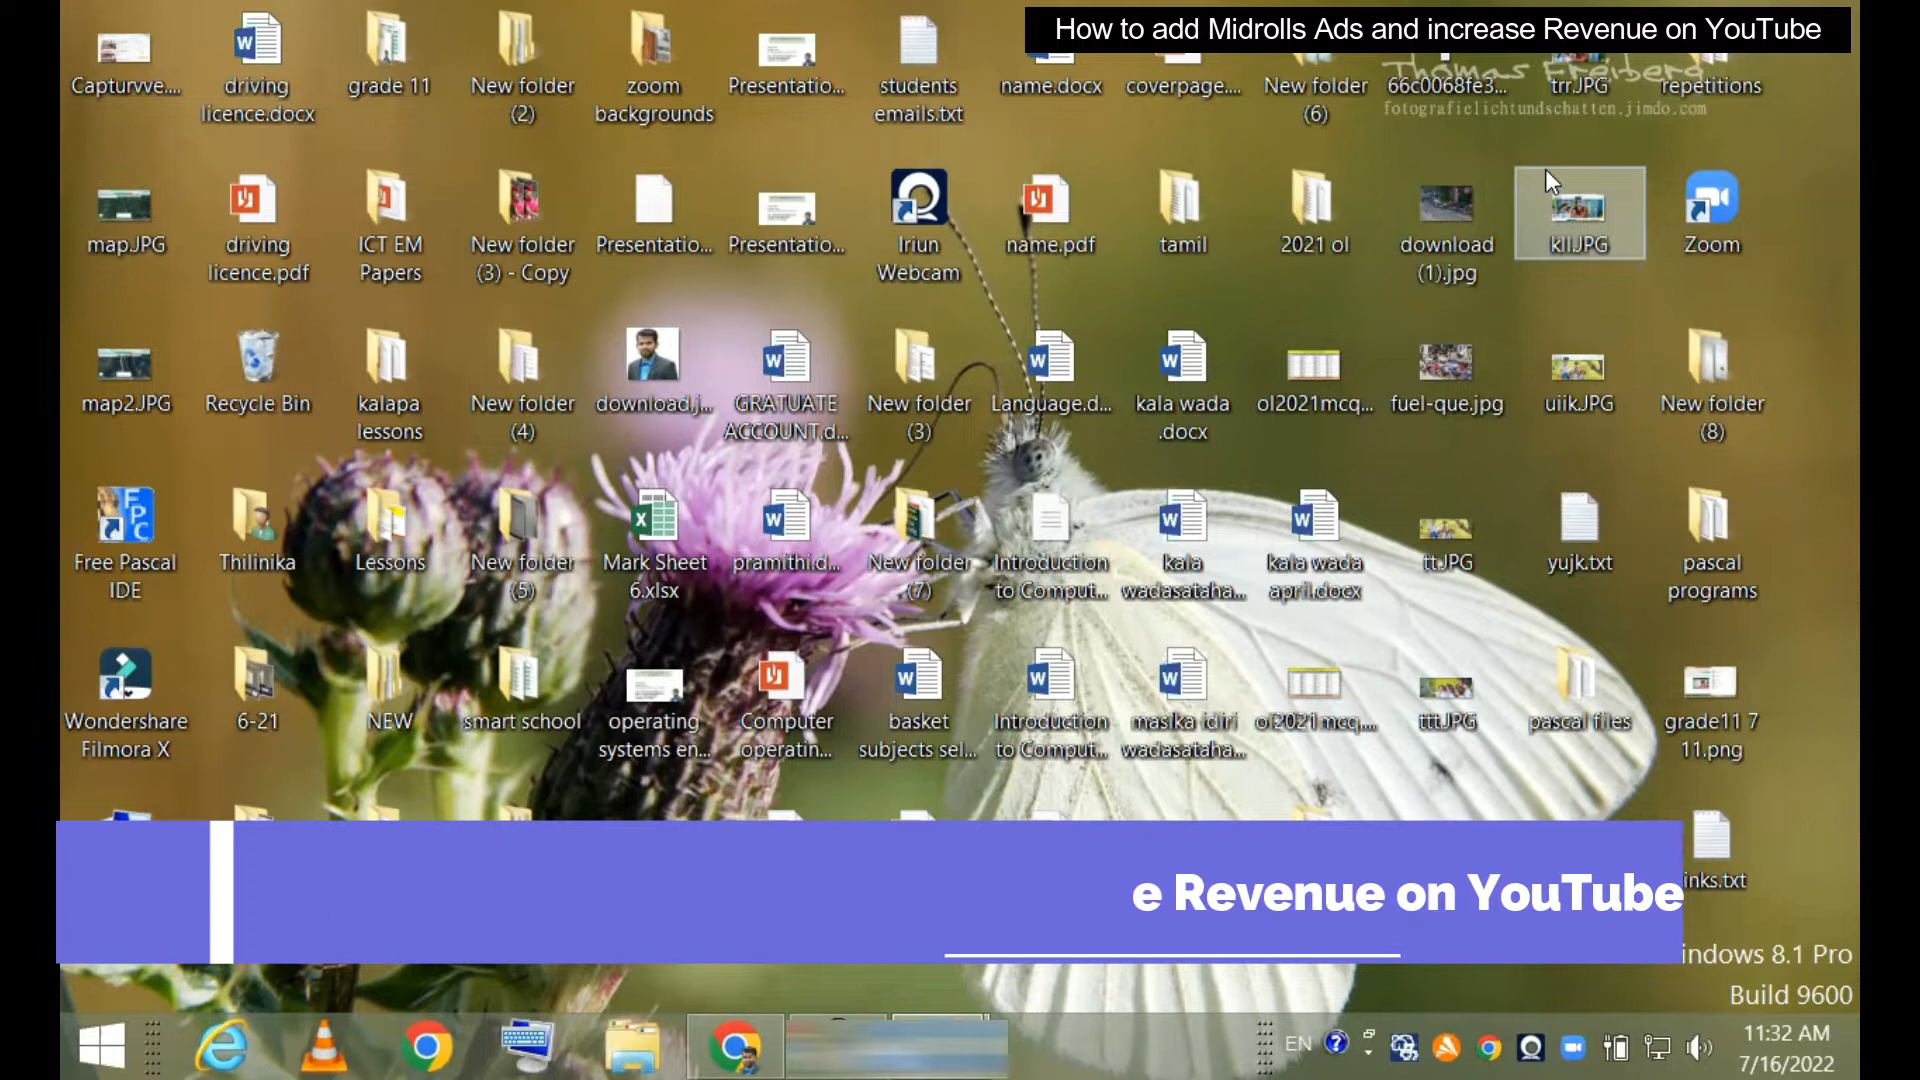 How to add Midrolls Ads and increase Revenue on YouTube
Thomas Freiberg
fotografielichtundschatten.jimdo.com
Capturvve....
driving
licence.docx
grade 11
New folder
(2)
zoom
backgrounds
Presentatio...
students
emails.txt
name.docx
coverpage....
New folder
(6)
66c0068fe3...
trr.JPG
repetitions
map.JPG
driving
licence.pdf
ICT EM
Papers
New folder
(3) - Copy
Presentatio...
Presentatio...
Iriun
Webcam
name.pdf
tamil
2021 ol
download
(1).jpg
kll.JPG
Zoom
map2.JPG
Recycle Bin
kalapa
lessons
New folder
(4)
download.j...
GRATUATE
ACCOUNT.d...
New folder
(3)
Language.d...
kala wada
.docx
ol2021mcq...
fuel-que.jpg
uiik.JPG
New folder
(8)
FPC
Free Pascal
IDE
Thilinika
Lessons
New folder
(5)
Mark Sheet
6.xlsx
pramithi.d...
New folder
(7)
Introduction
to Comput...
kala
wadasataha...
kala wada
april.docx
tt.JPG
yujk.txt
pascal
programs
Wondershare
Filmora X
6-21
NEW
smart school
operating
systems en...
Computer
operatin...
basket
subjects sel...
Introduction
to Comput...
masika idiri
wadasataha...
ol2021mcq....
ttt.JPG
pascal files
grade11 7
11.png
e Revenue on YouTube
inks.txt
indows 8.1 Pro
Build 9600
EN
11:32 AM
7/16/2022